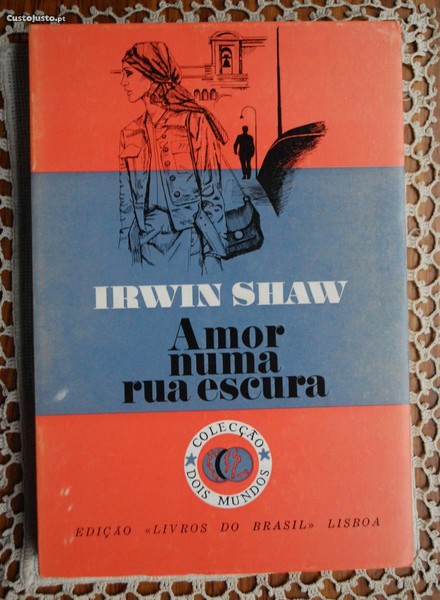 CustoJusto.pt
IRWIN SHAW
Amor
numa
rua escura
COLECÇÃO
DOIS MUNDOS
EDIÇÃO «LIVROS DO BRASIL» LISBOA